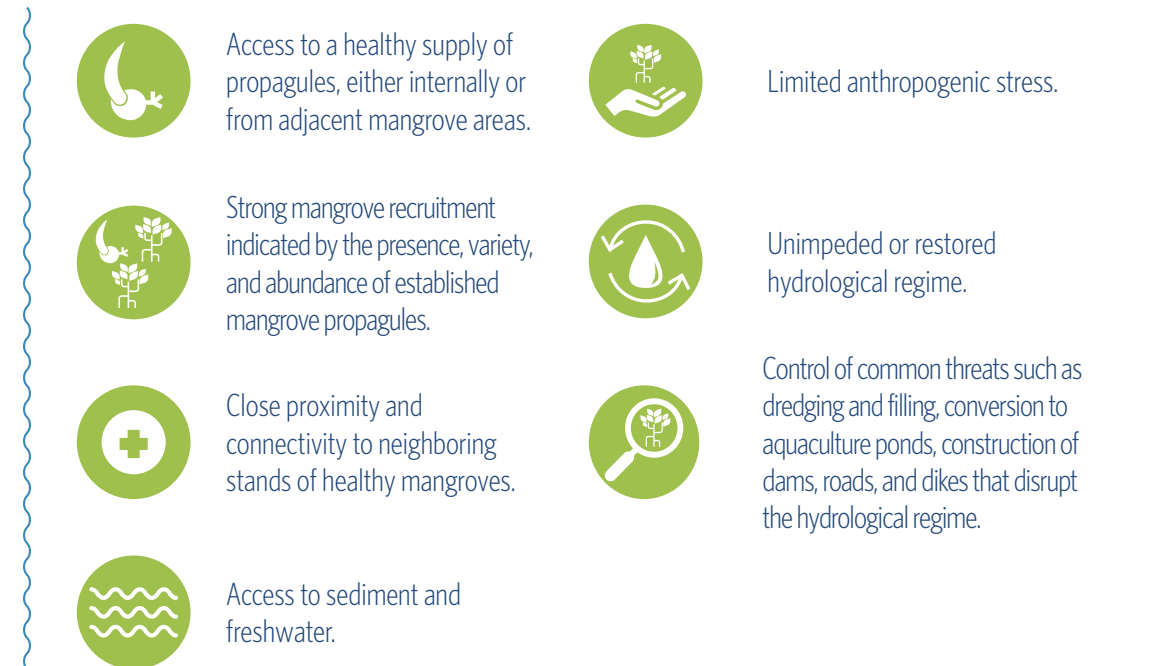 Access to a healthy supply of
propagules, either internally or
from adjacent mangrove areas.
Strong mangrove recruitment
indicated by the presence, variety,
and abundance of established
mangrove propagules.
Close proximity and
connectivity to neighboring
stands of healthy mangroves.
Access to sediment and
freshwater.
Limited anthropogenic stress.
Unimpeded or restored
hydrological regime.
Control of common threats such as
dredging and filling, conversion to
aquaculture ponds, construction of
dams, roads, and dikes that disrupt
the hydrological regime.